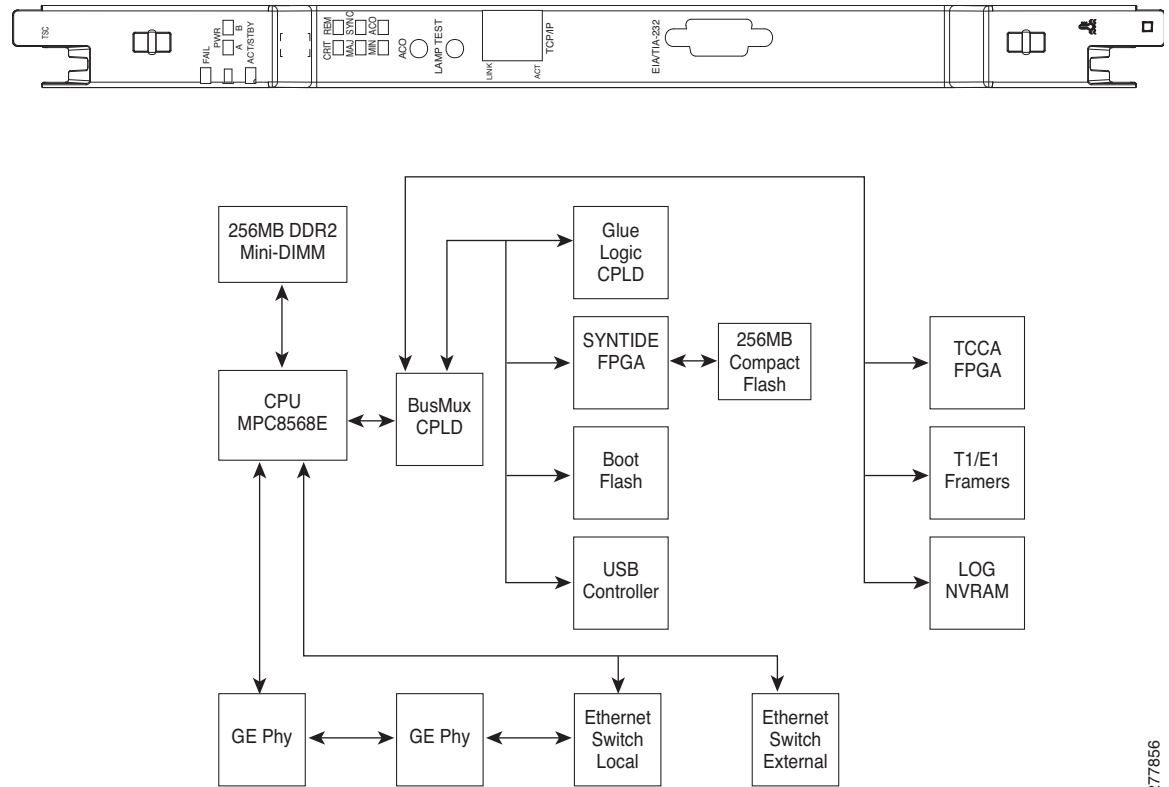 TSC
FAIL
PWR
A B
ACT/STBY
CRIT REM
MAJ SYNC
MIN ACO
ACO
LAMP TEST
LINK
ACT
TCP/IP
EIA/TIA-232
256MB DDR2
Mini-DIMM
Glue
Logic
CPLD
SYNTIDE
FPGA
256MB
Compact
Flash
TCCA
FPGA
CPU
MPC8568E
BusMux
CPLD
Boot
Flash
T1/E1
Framers
USB
Controller
LOG
NVRAM
GE Phy
GE Phy
Ethernet
Switch
Local
Ethernet
Switch
External
277856